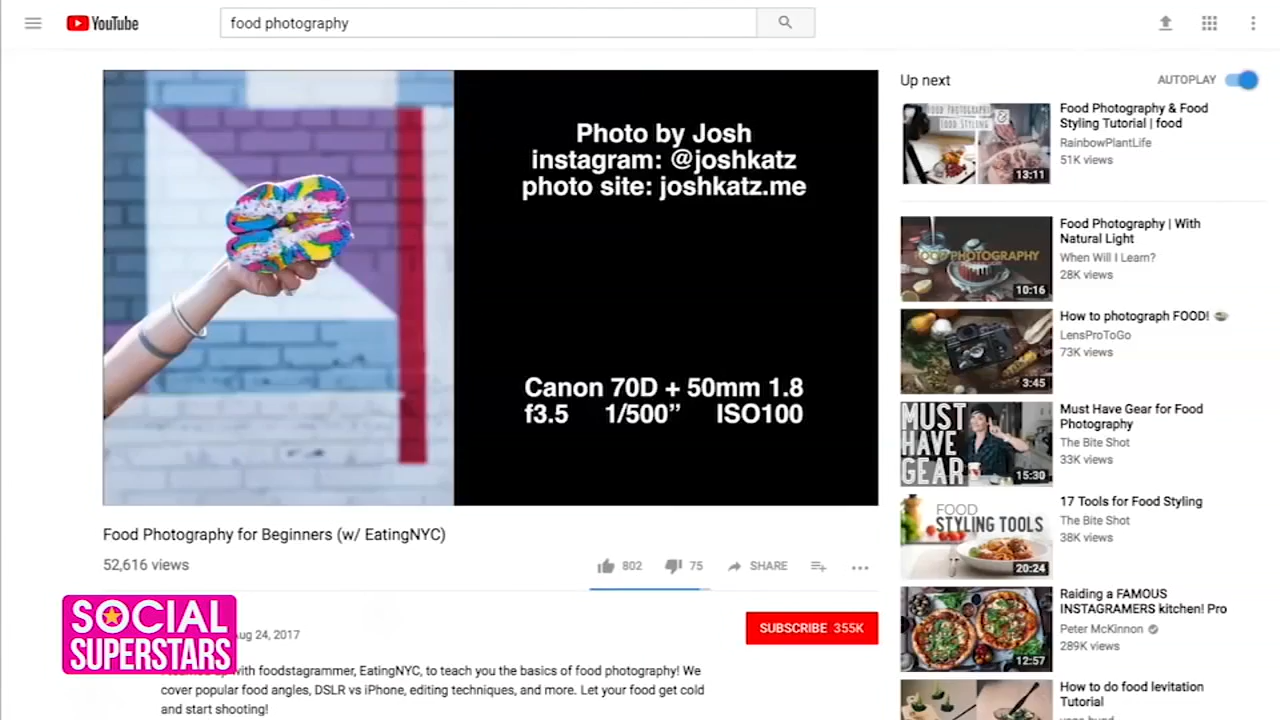 YouTube
food photography
Photo by Josh
instagram: @joshkatz
photo site: joshkatz.me
Canon 70D + 50mm 1.8
f3.5 1/500” ISO100
Food Photography for Beginners (w/ EatingNYC)
52,616 views
802
75
SHARE
SOCIAL
SUPERSTARS
ug 24, 2017
SUBSCRIBE 355K
with foodstagrammer, EatingNYC, to teach you the basics of food photography! We
cover popular food angles, DSLR vs iPhone, editing techniques, and more. Let your food get cold
and start shooting!
Up next
AUTOPLAY
FOOD PHOTOGRAPHY
&
FOOD STYLING
13:11
Food Photography & Food
Styling Tutorial | food
RainbowPlantLife
51K views
FOOD PHOTOGRAPHY
10:16
Food Photography | With
Natural Light
When Will I Learn?
28K views
3:45
How to photograph FOOD!
LensProToGo
73K views
MUST
HAVE
GEAR
15:30
Must Have Gear for Food
Photography
The Bite Shot
33K views
FOOD
STYLING TOOLS
20:24
17 Tools for Food Styling
The Bite Shot
38K views
12:57
Raiding a FAMOUS
INSTAGRAMERS kitchen! Pro
Peter McKinnon
289K views
How to do food levitation
Tutorial